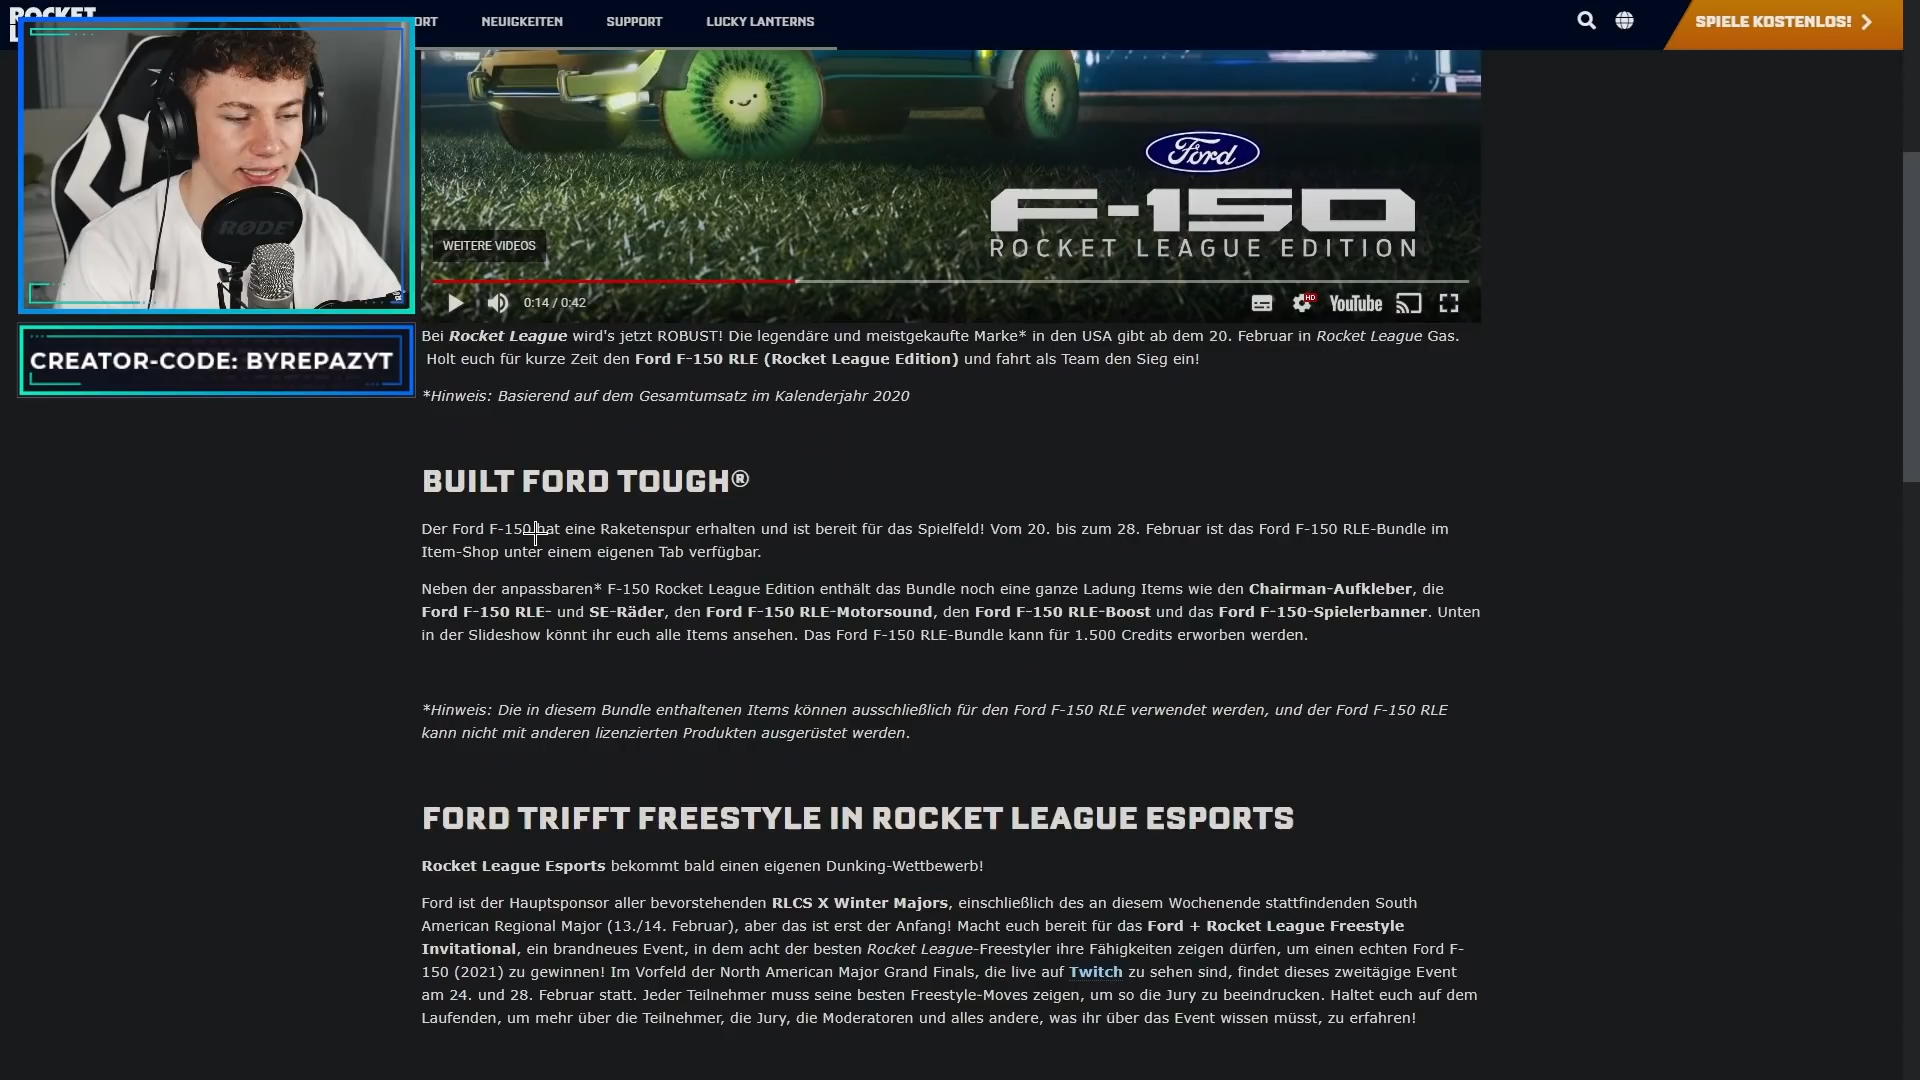 ROCKET
L
ORT NEUIGKEITEN SUPPORT LUCKY LANTERNS SPIELE KOSTENLOS!
RØDE
CREATOR-CODE: BYREPAZYT
Ford
F-150
ROCKET LEAGUE EDITION
WEITERE VIDEOS
0:14 / 0:42 HD YouTube
Bei Rocket League wird's jetzt ROBUST! Die legendäre und meistgekaufte Marke* in den USA gibt ab dem 20. Februar in Rocket League Gas.
Holt euch für kurze Zeit den Ford F-150 RLE (Rocket League Edition) und fahrt als Team den Sieg ein!
*Hinweis: Basierend auf dem Gesamtumsatz im Kalenderjahr 2020
BUILT FORD TOUGH®
Der Ford F-150 hat eine Raketenspur erhalten und ist bereit für das Spielfeld! Vom 20. bis zum 28. Februar ist das Ford F-150 RLE-Bundle im
Item-Shop unter einem eigenen Tab verfügbar.
Neben der anpassbaren* F-150 Rocket League Edition enthält das Bundle noch eine ganze Ladung Items wie den Chairman-Aufkleber, die
Ford F-150 RLE- und SE-Räder, den Ford F-150 RLE-Motorsound, den Ford F-150 RLE-Boost und das Ford F-150-Spielerbanner. Unten
in der Slideshow könnt ihr euch alle Items ansehen. Das Ford F-150 RLE-Bundle kann für 1.500 Credits erworben werden.
*Hinweis: Die in diesem Bundle enthaltenen Items können ausschließlich für den Ford F-150 RLE verwendet werden, und der Ford F-150 RLE
kann nicht mit anderen lizenzierten Produkten ausgerüstet werden.
FORD TRIFFT FREESTYLE IN ROCKET LEAGUE ESPORTS
Rocket League Esports bekommt bald einen eigenen Dunking-Wettbewerb!
Ford ist der Hauptsponsor aller bevorstehenden RLCS X Winter Majors, einschließlich des an diesem Wochenende stattfindenden South
American Regional Major (13./14. Februar), aber das ist erst der Anfang! Macht euch bereit für das Ford + Rocket League Freestyle
Invitational, ein brandneues Event, in dem acht der besten Rocket League-Freestyler ihre Fähigkeiten zeigen dürfen, um einen echten Ford F-
150 (2021) zu gewinnen! Im Vorfeld der North American Major Grand Finals, die live auf Twitch zu sehen sind, findet dieses zweitägige Event
am 24. und 28. Februar statt. Jeder Teilnehmer muss seine besten Freestyle-Moves zeigen, um so die Jury zu beeindrucken. Haltet euch auf dem
Laufenden, um mehr über die Teilnehmer, die Jury, die Moderatoren und alles andere, was ihr über das Event wissen müsst, zu erfahren!